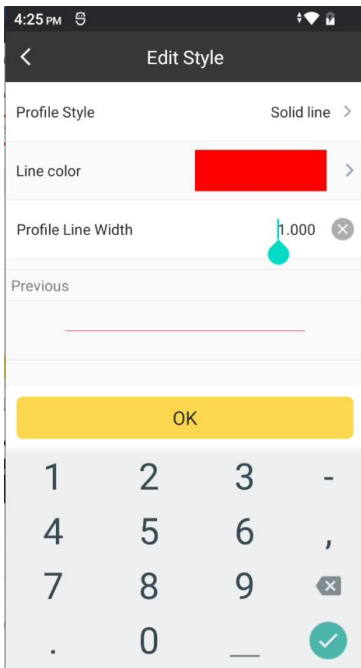 4:25 PM
Edit Style
Profile Style Solid line
Line color
Profile Line Width 1.000
Previous
OK
1 2 3 -
4 5 6 ,
7 8 9
. 0 _